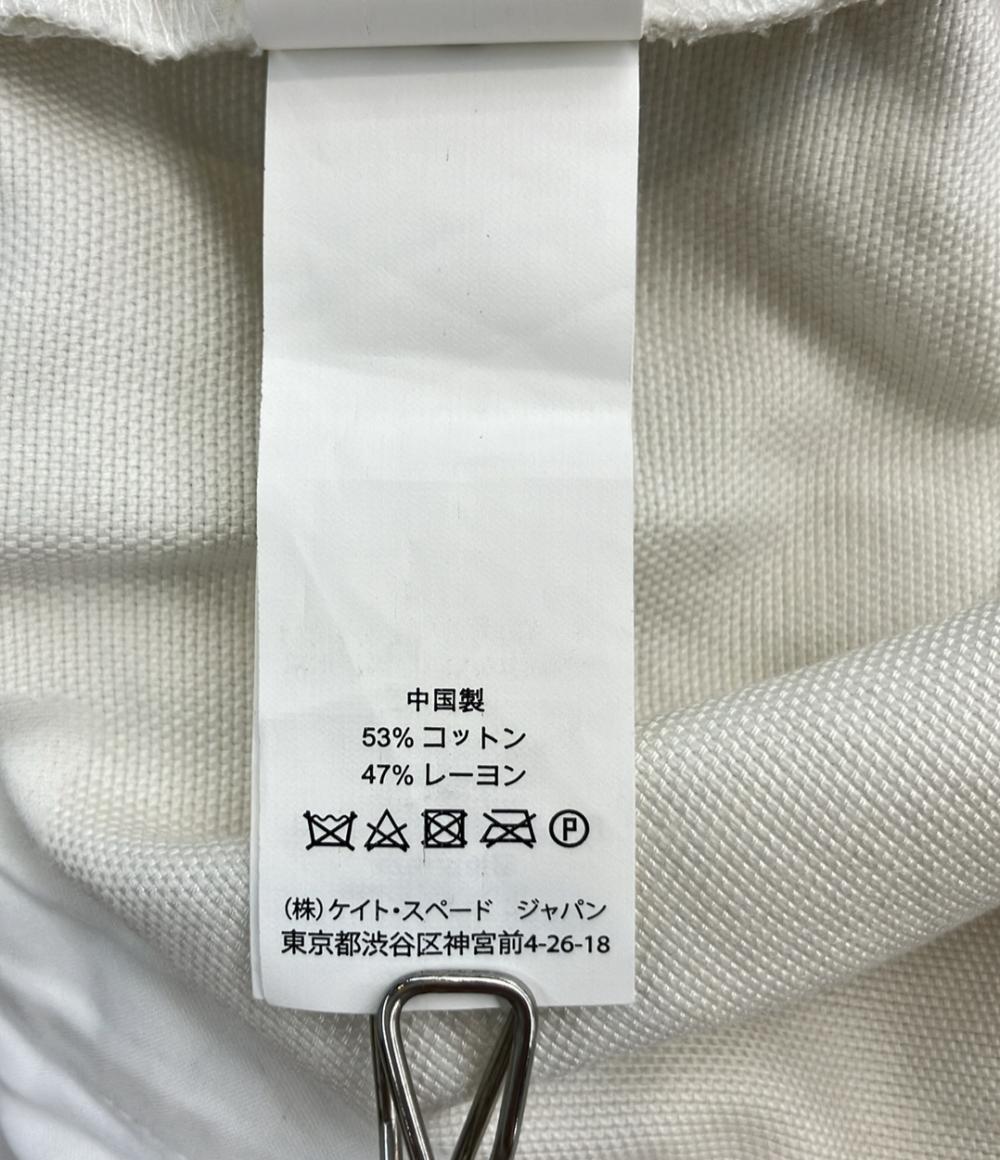 中国製
53% コットン
47% レーヨン
P
(株)ケイト・スペード ジャパン
東京都渋谷区神宮前4-26-18